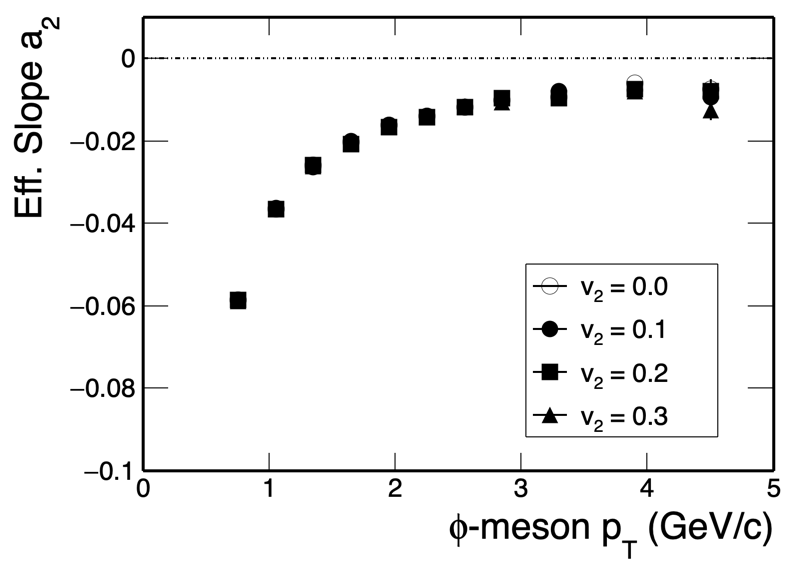 Eff. Slope a₂
0
−0.02
−0.04
−0.06
−0.08
−0.1
v₂ = 0.0
v₂ = 0.1
v₂ = 0.2
v₂ = 0.3
0 1 2 3 4 5
ϕ-meson p_T (GeV/c)